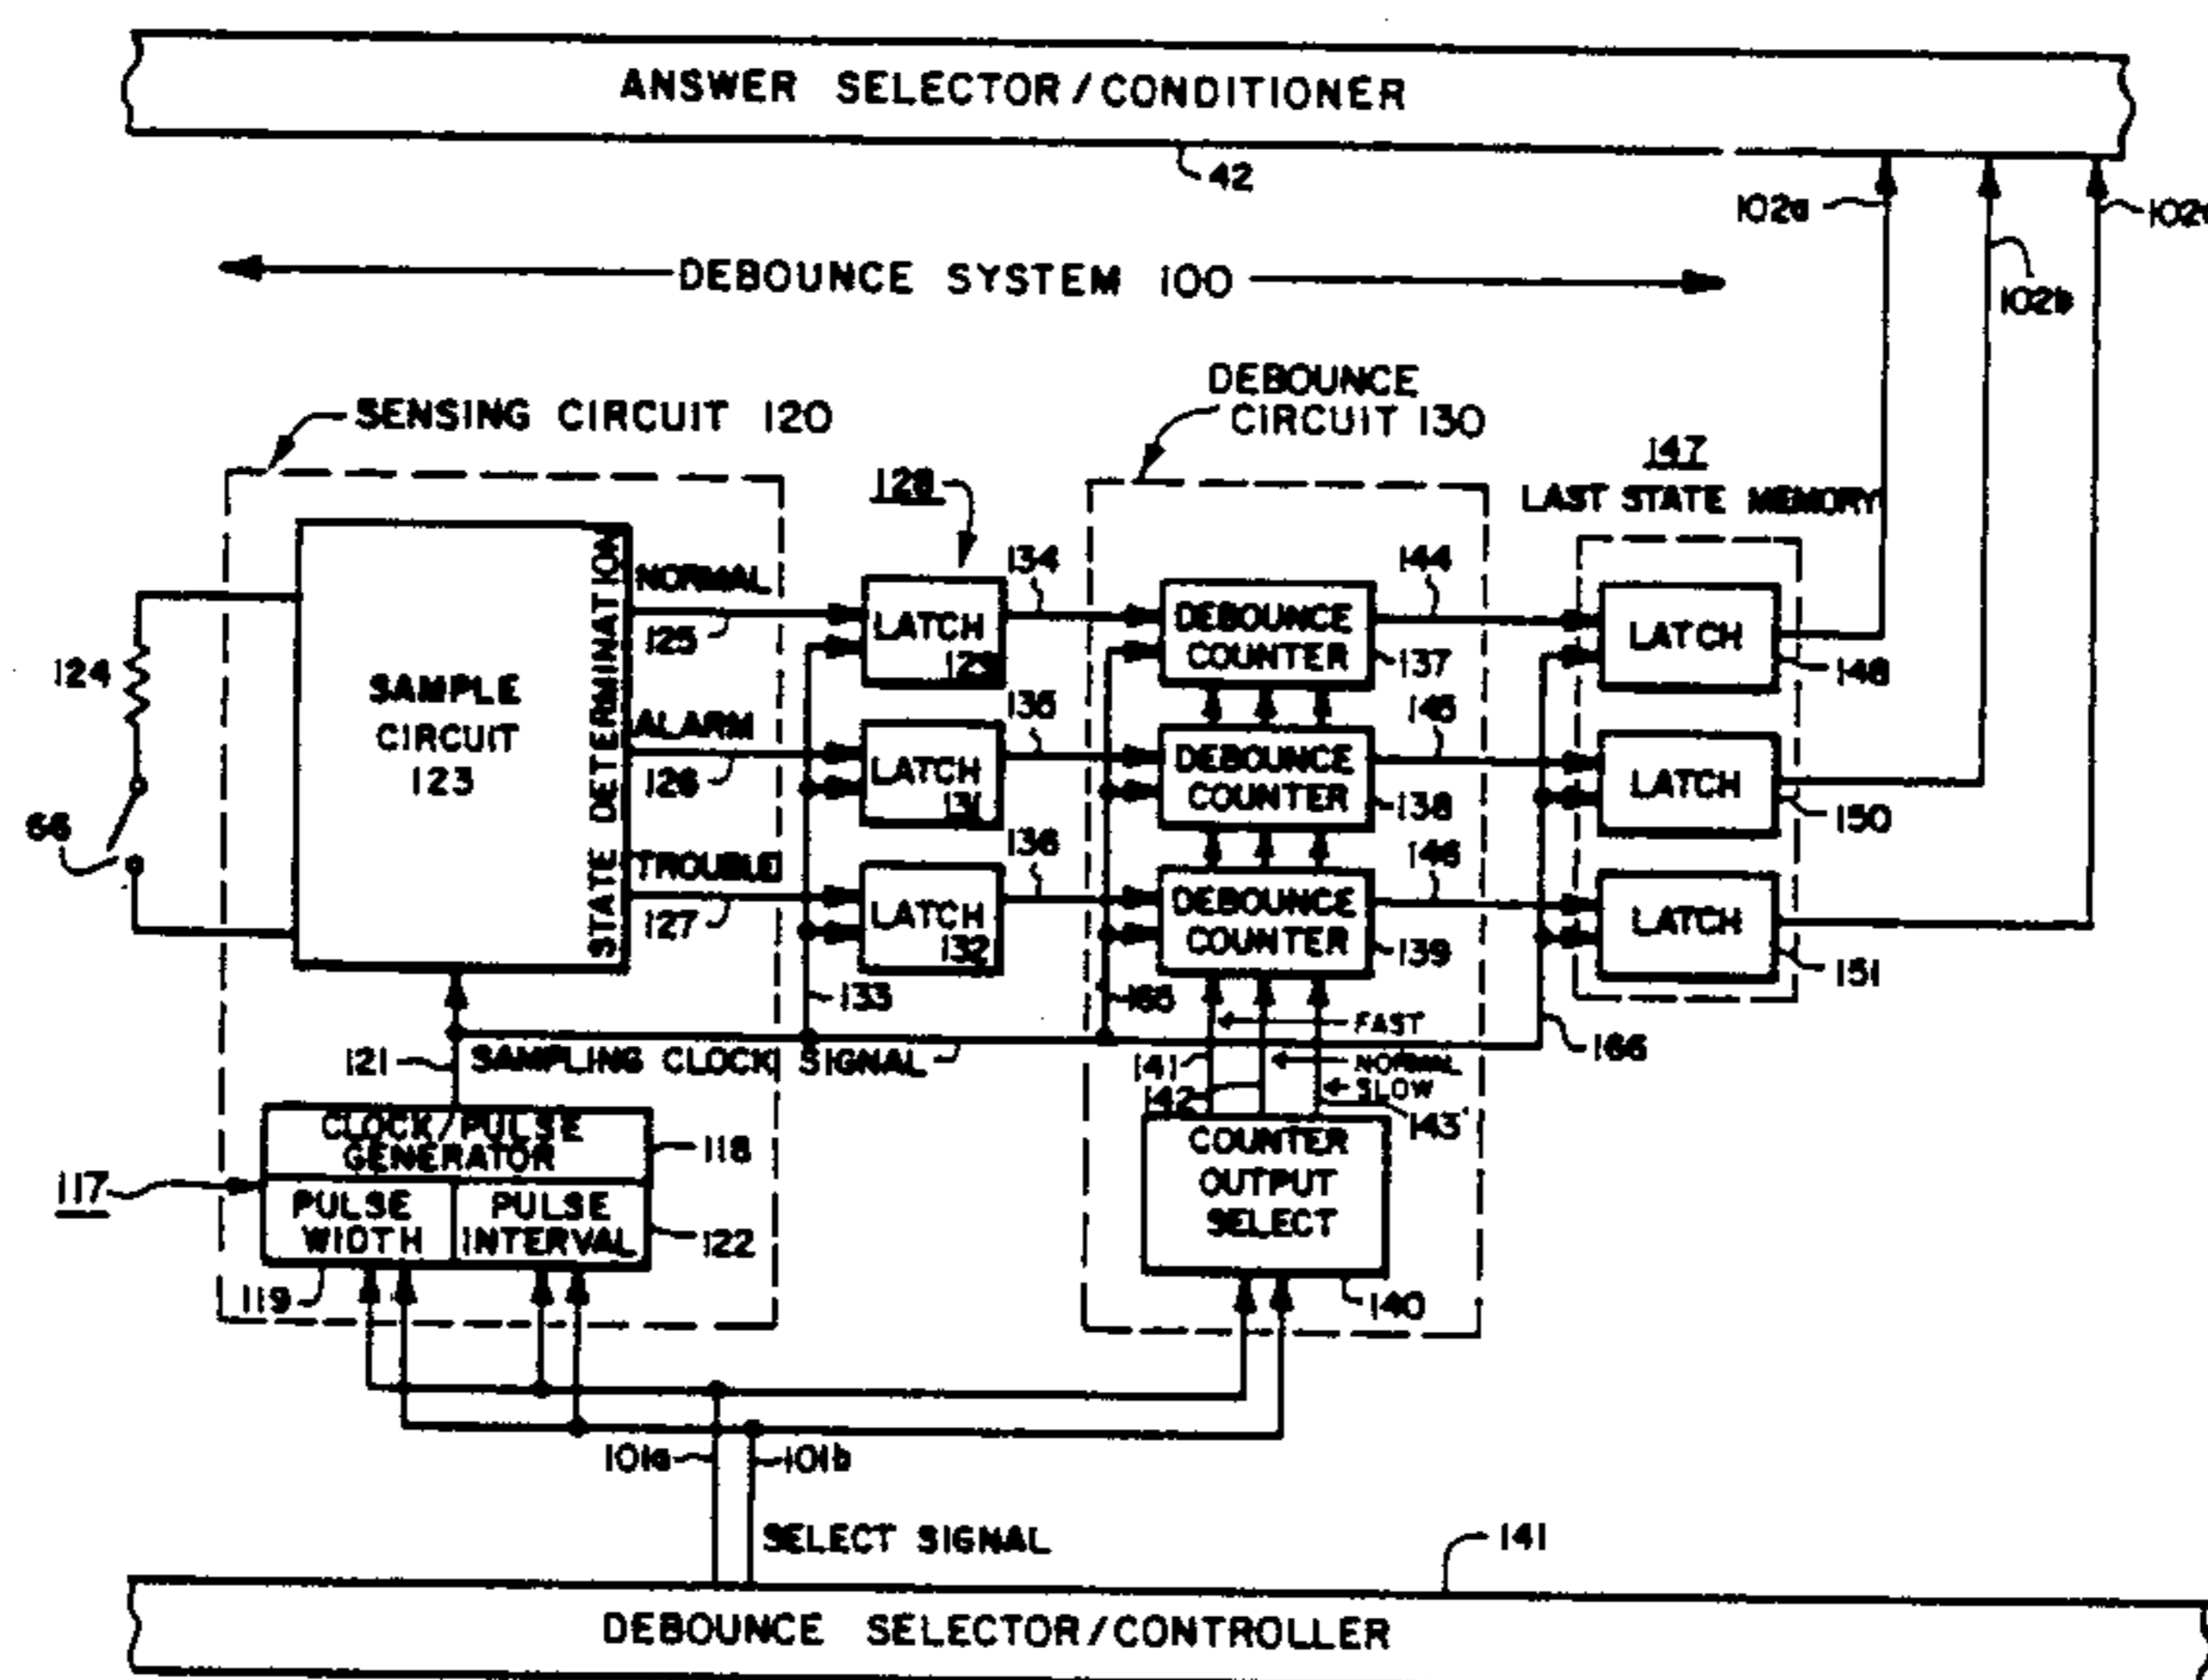 ANSWER SELECTOR/CONDITIONER
42
102a
102b
DEBOUNCE SYSTEM 100
SENSING CIRCUIT 120
DEBOUNCE
CIRCUIT 130
147
LAST STATE MEMORY
128
SAMPLE
CIRCUIT
123
STATE DETERMINATION
NORMAL
125
ALARM
126
TROUBLE
127
124
LATCH
129
LATCH
131
LATCH
132
133
134
135
136
DEBOUNCE
COUNTER
137
DEBOUNCE
COUNTER
138
DEBOUNCE
COUNTER
139
144
145
146
LATCH
LATCH
150
LATCH
151
121
SAMPLING CLOCK SIGNAL
FAST
NORMAL
SLOW
141
142
143
166
CLOCK/PULSE
GENERATOR
118
117
PULSE
WIDTH
PULSE
INTERVAL
122
119
COUNTER
OUTPUT
SELECT
140
101a
101b
SELECT SIGNAL
141
DEBOUNCE SELECTOR/CONTROLLER